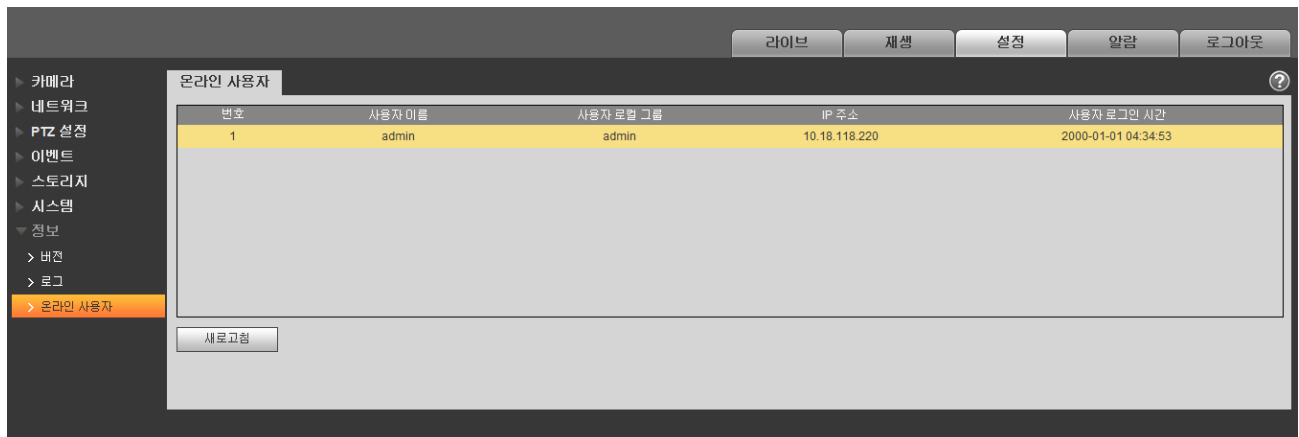 라이브 재생 설정 알람 로그아웃
카메라
네트워크
PTZ 설정
이벤트
스토리지
시스템
정보
버전
로그
온라인 사용자
온라인 사용자 ?
번호 사용자 이름 사용자 로컬 그룹 IP 주소 사용자 로그인 시간
1 admin admin 10.18.118.220 2000-01-01 04:34:53
새로고침